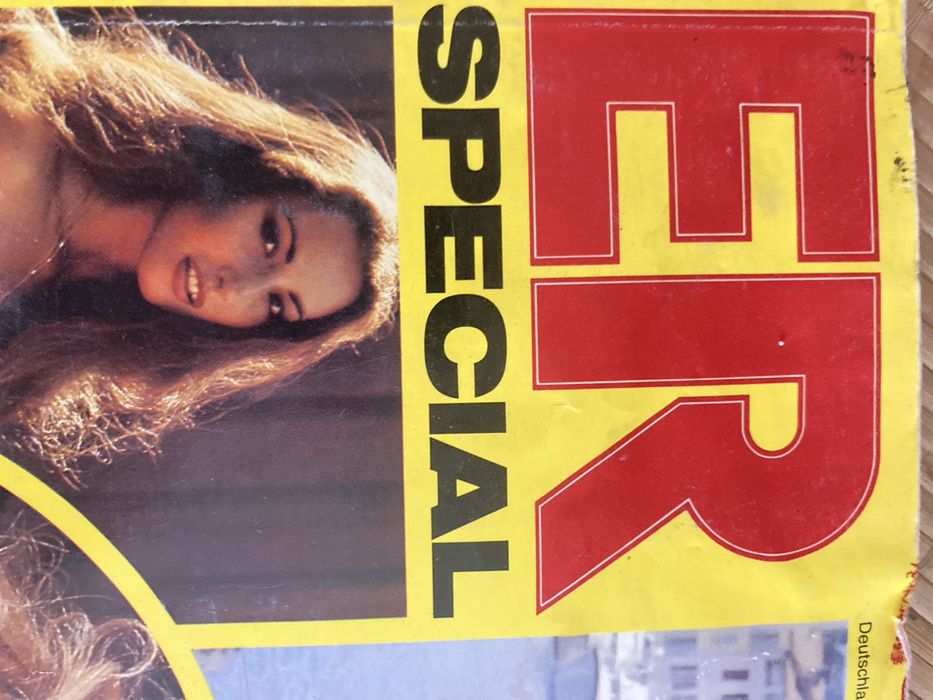 ER
SPECIAL
Deutschla